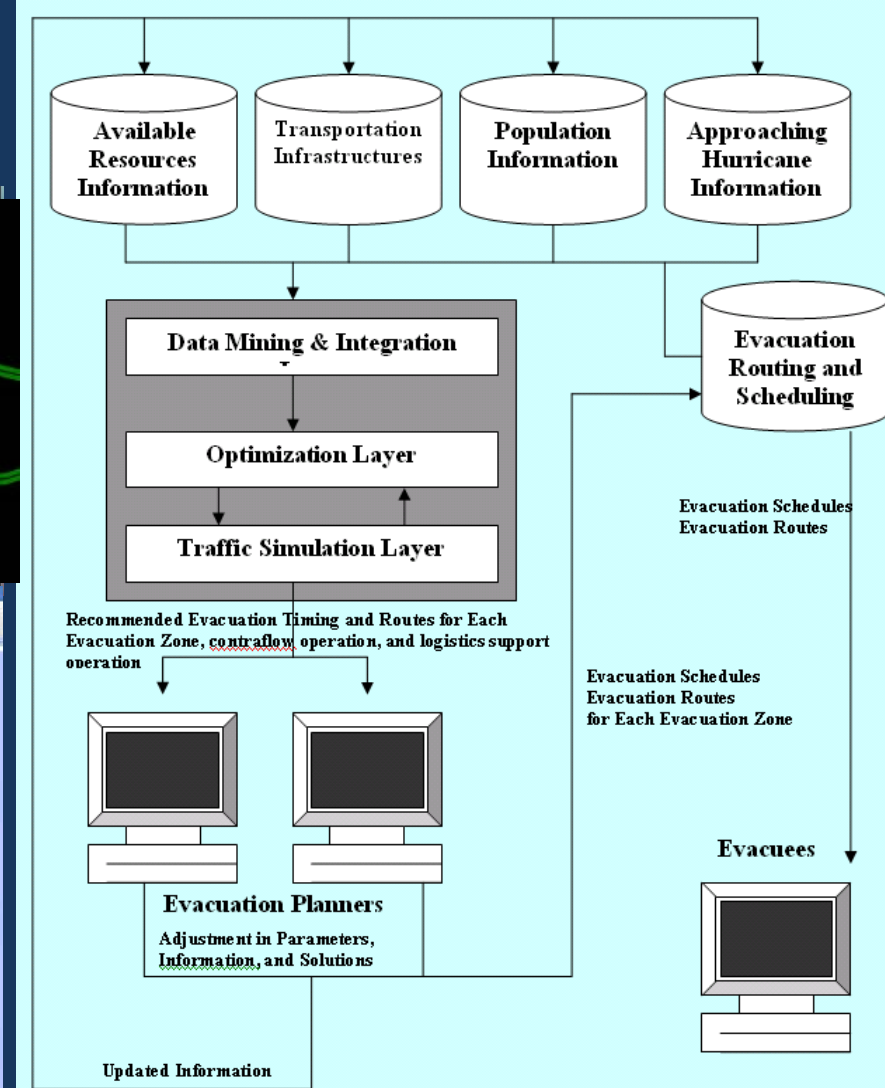 Available
Resources
Information
Transportation
Infrastructures
Population
Information
Approaching
Hurricane
Information
Data Mining & Integration
Optimization Layer
Traffic Simulation Layer
Evacuation
Routing and
Scheduling
Evacuation Schedules
Evacuation Routes
Recommended Evacuation Timing and Routes for Each
Evacuation Zone, contraflow operation, and logistics support
operation
Evacuation Schedules
Evacuation Routes
for Each Evacuation Zone
Evacuees
Evacuation Planners
Adjustment in Parameters,
Information, and Solutions
Updated Information